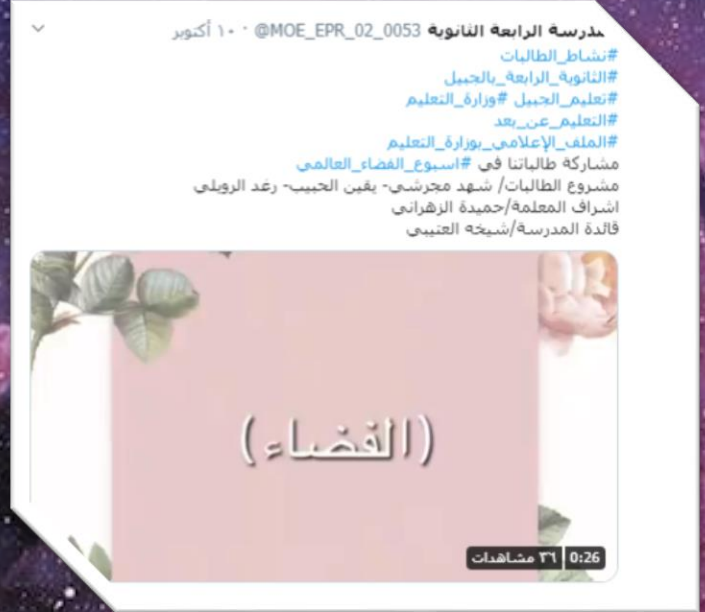 مدرسة الرابعة الثانوية @MOE_EPR_02_0053 · ١٠ أكتوبر
#نشاط_الطالبات
#الثانوية_الرابعة_بالجبيل
#تعليم_الجبيل #وزارة_التعليم
#التعليم_عن_بعد
#الملف_الإعلامي_بوزارة_التعليم
مشاركة طالباتنا في #اسبوع_الفضاء_العالمي
مشروع الطالبات/ شهد مجرشي- يقين الحبيب- رغد الرويلي
اشراف المعلمة/حميدة الزهراني
قائدة المدرسة/شيخه العتيبي
(الفضاء)
0:26 ٣٦ مشاهدات